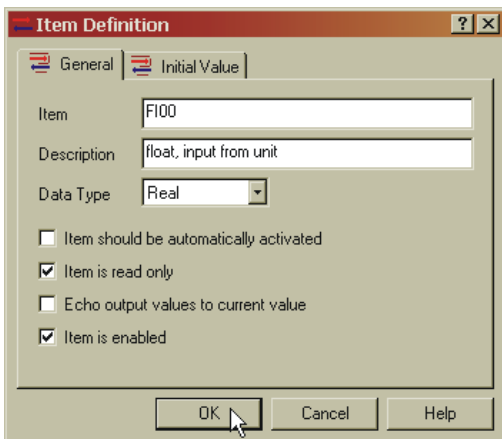 Item Definition
General
Initial Value
Item
FI00
Description
float, input from unit
Data Type
Real
Item should be automatically activated
Item is read only
Echo output values to current value
Item is enabled
OK
Cancel
Help